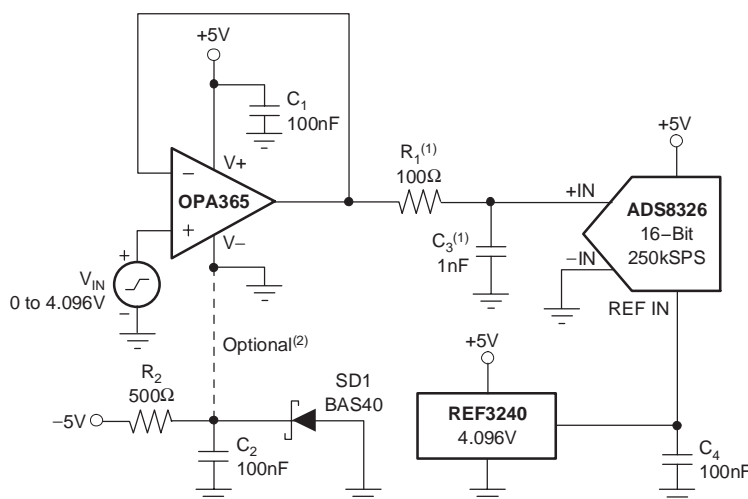 +5V
C1
100nF
V+
−
OPA365
+
V−
+
VIN
0 to 4.096V
−
R1(1)
100Ω
C3(1)
1nF
+5V
+IN
ADS8326
16−Bit
250kSPS
−IN
REF IN
Optional(2)
R2
500Ω
−5V
C2
100nF
SD1
BAS40
+5V
REF3240
4.096V
C4
100nF